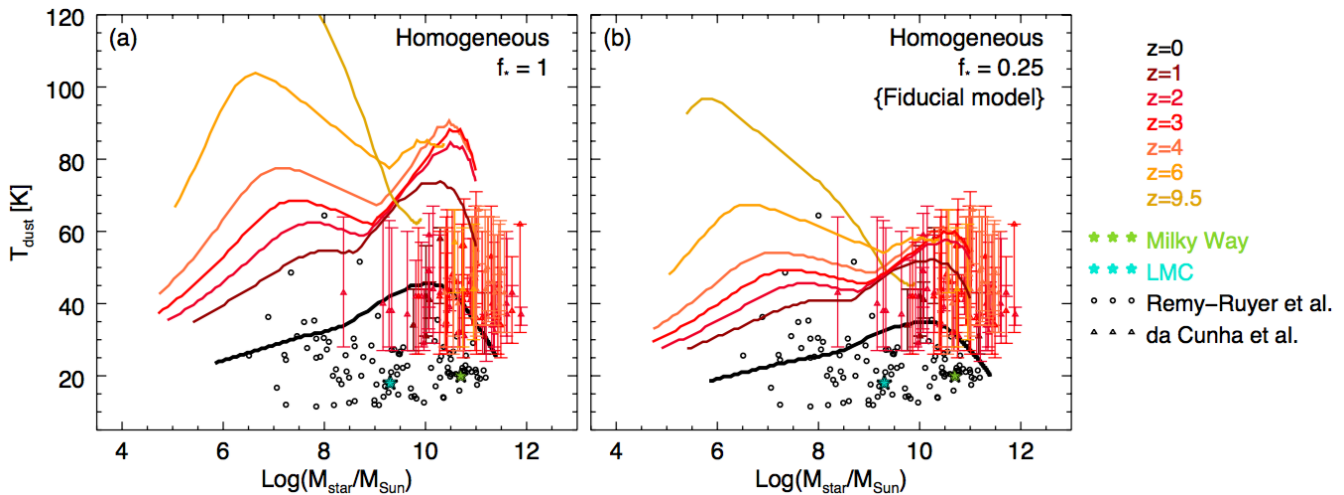 (a)
Homogeneous
f⋆ = 1
(b)
Homogeneous
f⋆ = 0.25
{Fiducial model}
z=0
z=1
z=2
z=3
z=4
z=6
z=9.5
Milky Way
LMC
Remy-Ruyer et al.
da Cunha et al.
T_dust [K]
100
80
60
40
20
4 6 8 10 12
4 6 8 10 12
Log(M_star/M_Sun)
Log(M_star/M_Sun)